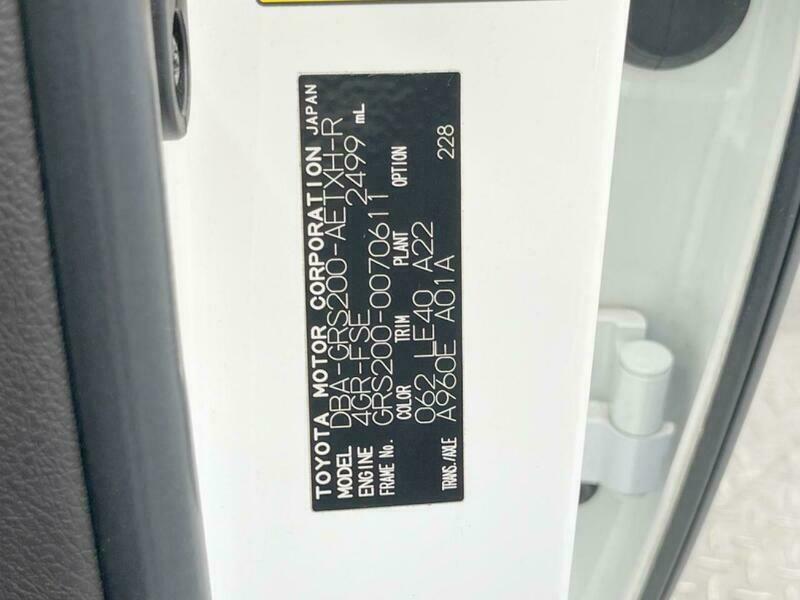 TOYOTA MOTOR CORPORATION JAPAN
MODEL DBA-GRS200-AETXH-R
ENGINE 4GR-FSE 2499 mL
FRAME No. GRS200-0070611
COLOR TRIM PLANT OPTION
062 LE40 A22 228
TRANS./AXLE A960E A01A